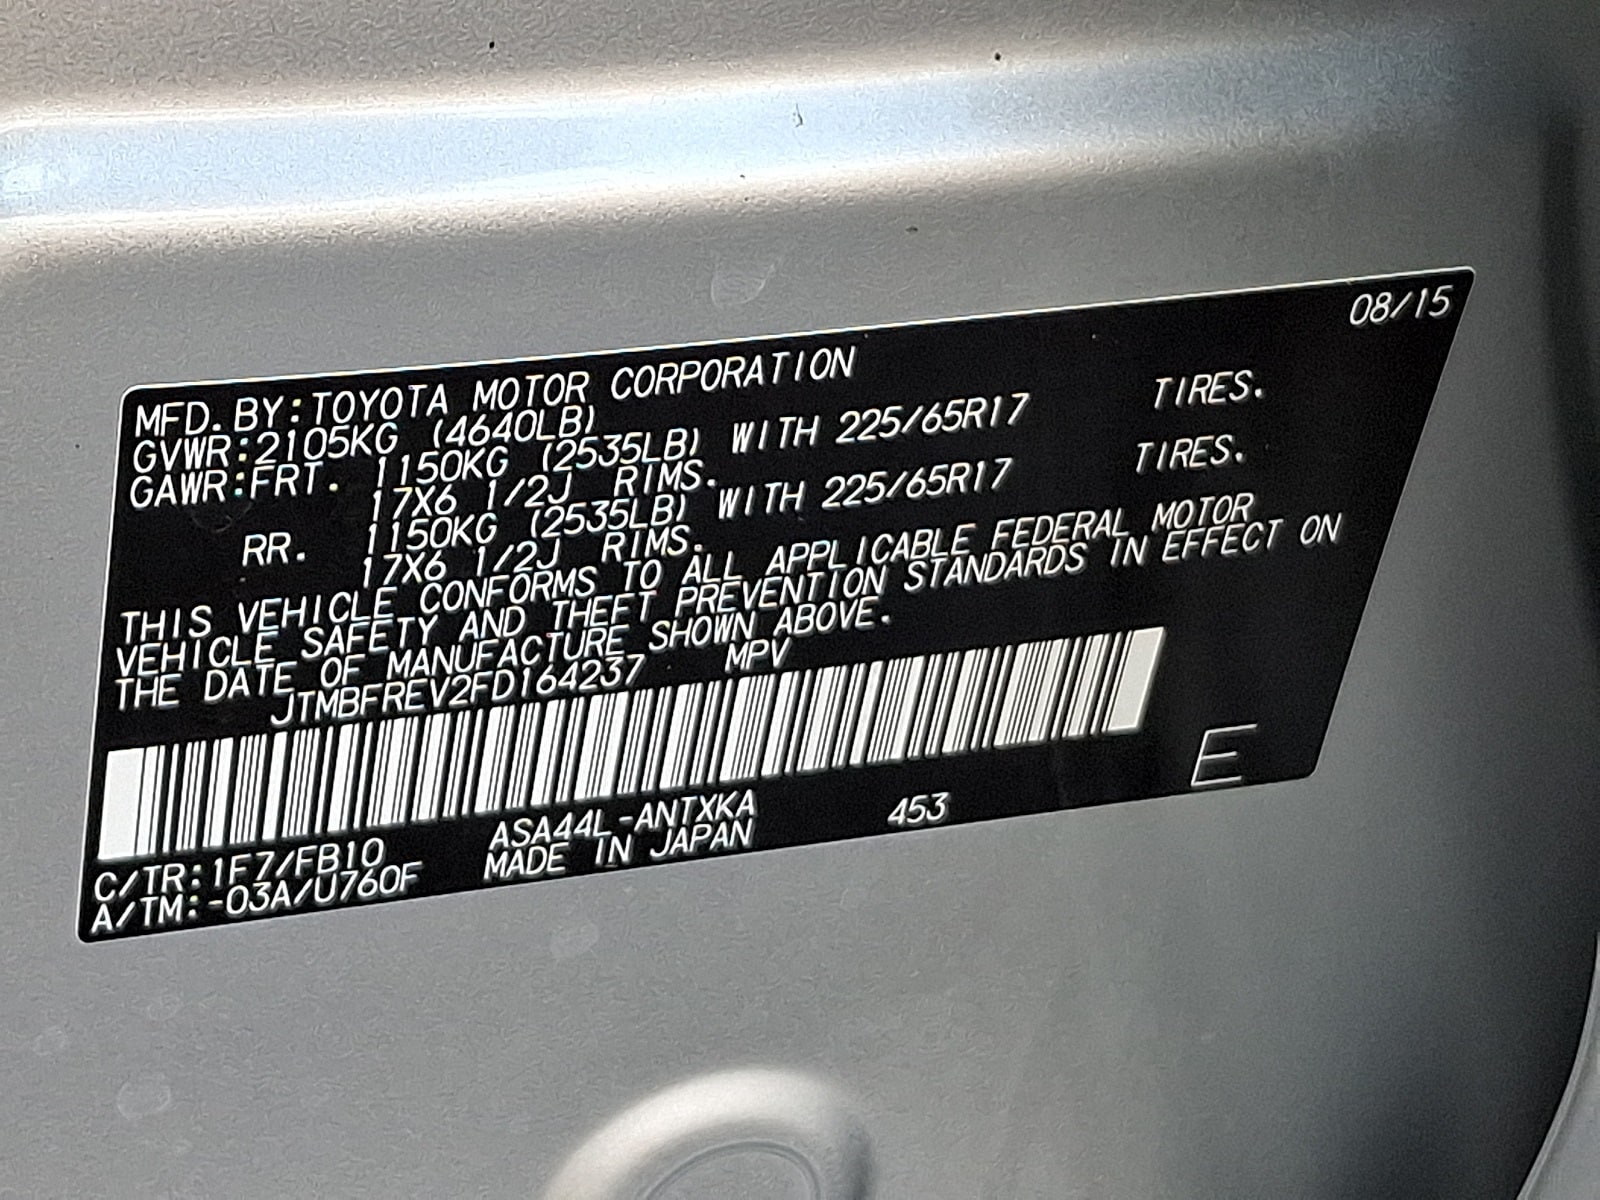 08/15
MFD. BY:TOYOTA MOTOR CORPORATION
GVWR:2105KG (4640LB)
GAWR:FRT. 1150KG (2535LB) WITH 225/65R17 TIRES.
17X6 1/2J RIMS.
RR. 1150KG (2535LB) WITH 225/65R17 TIRES.
17X6 1/2J RIMS.
THIS VEHICLE CONFORMS TO ALL APPLICABLE FEDERAL MOTOR
VEHICLE SAFETY AND THEFT PREVENTION STANDARDS IN EFFECT ON
THE DATE OF MANUFACTURE SHOWN ABOVE.
JTMBFREV2FD164237 MPV
E
C/TR:1F7/FB10 ASA44L-ANTXKA 453
A/TM:-03A/U760F MADE IN JAPAN